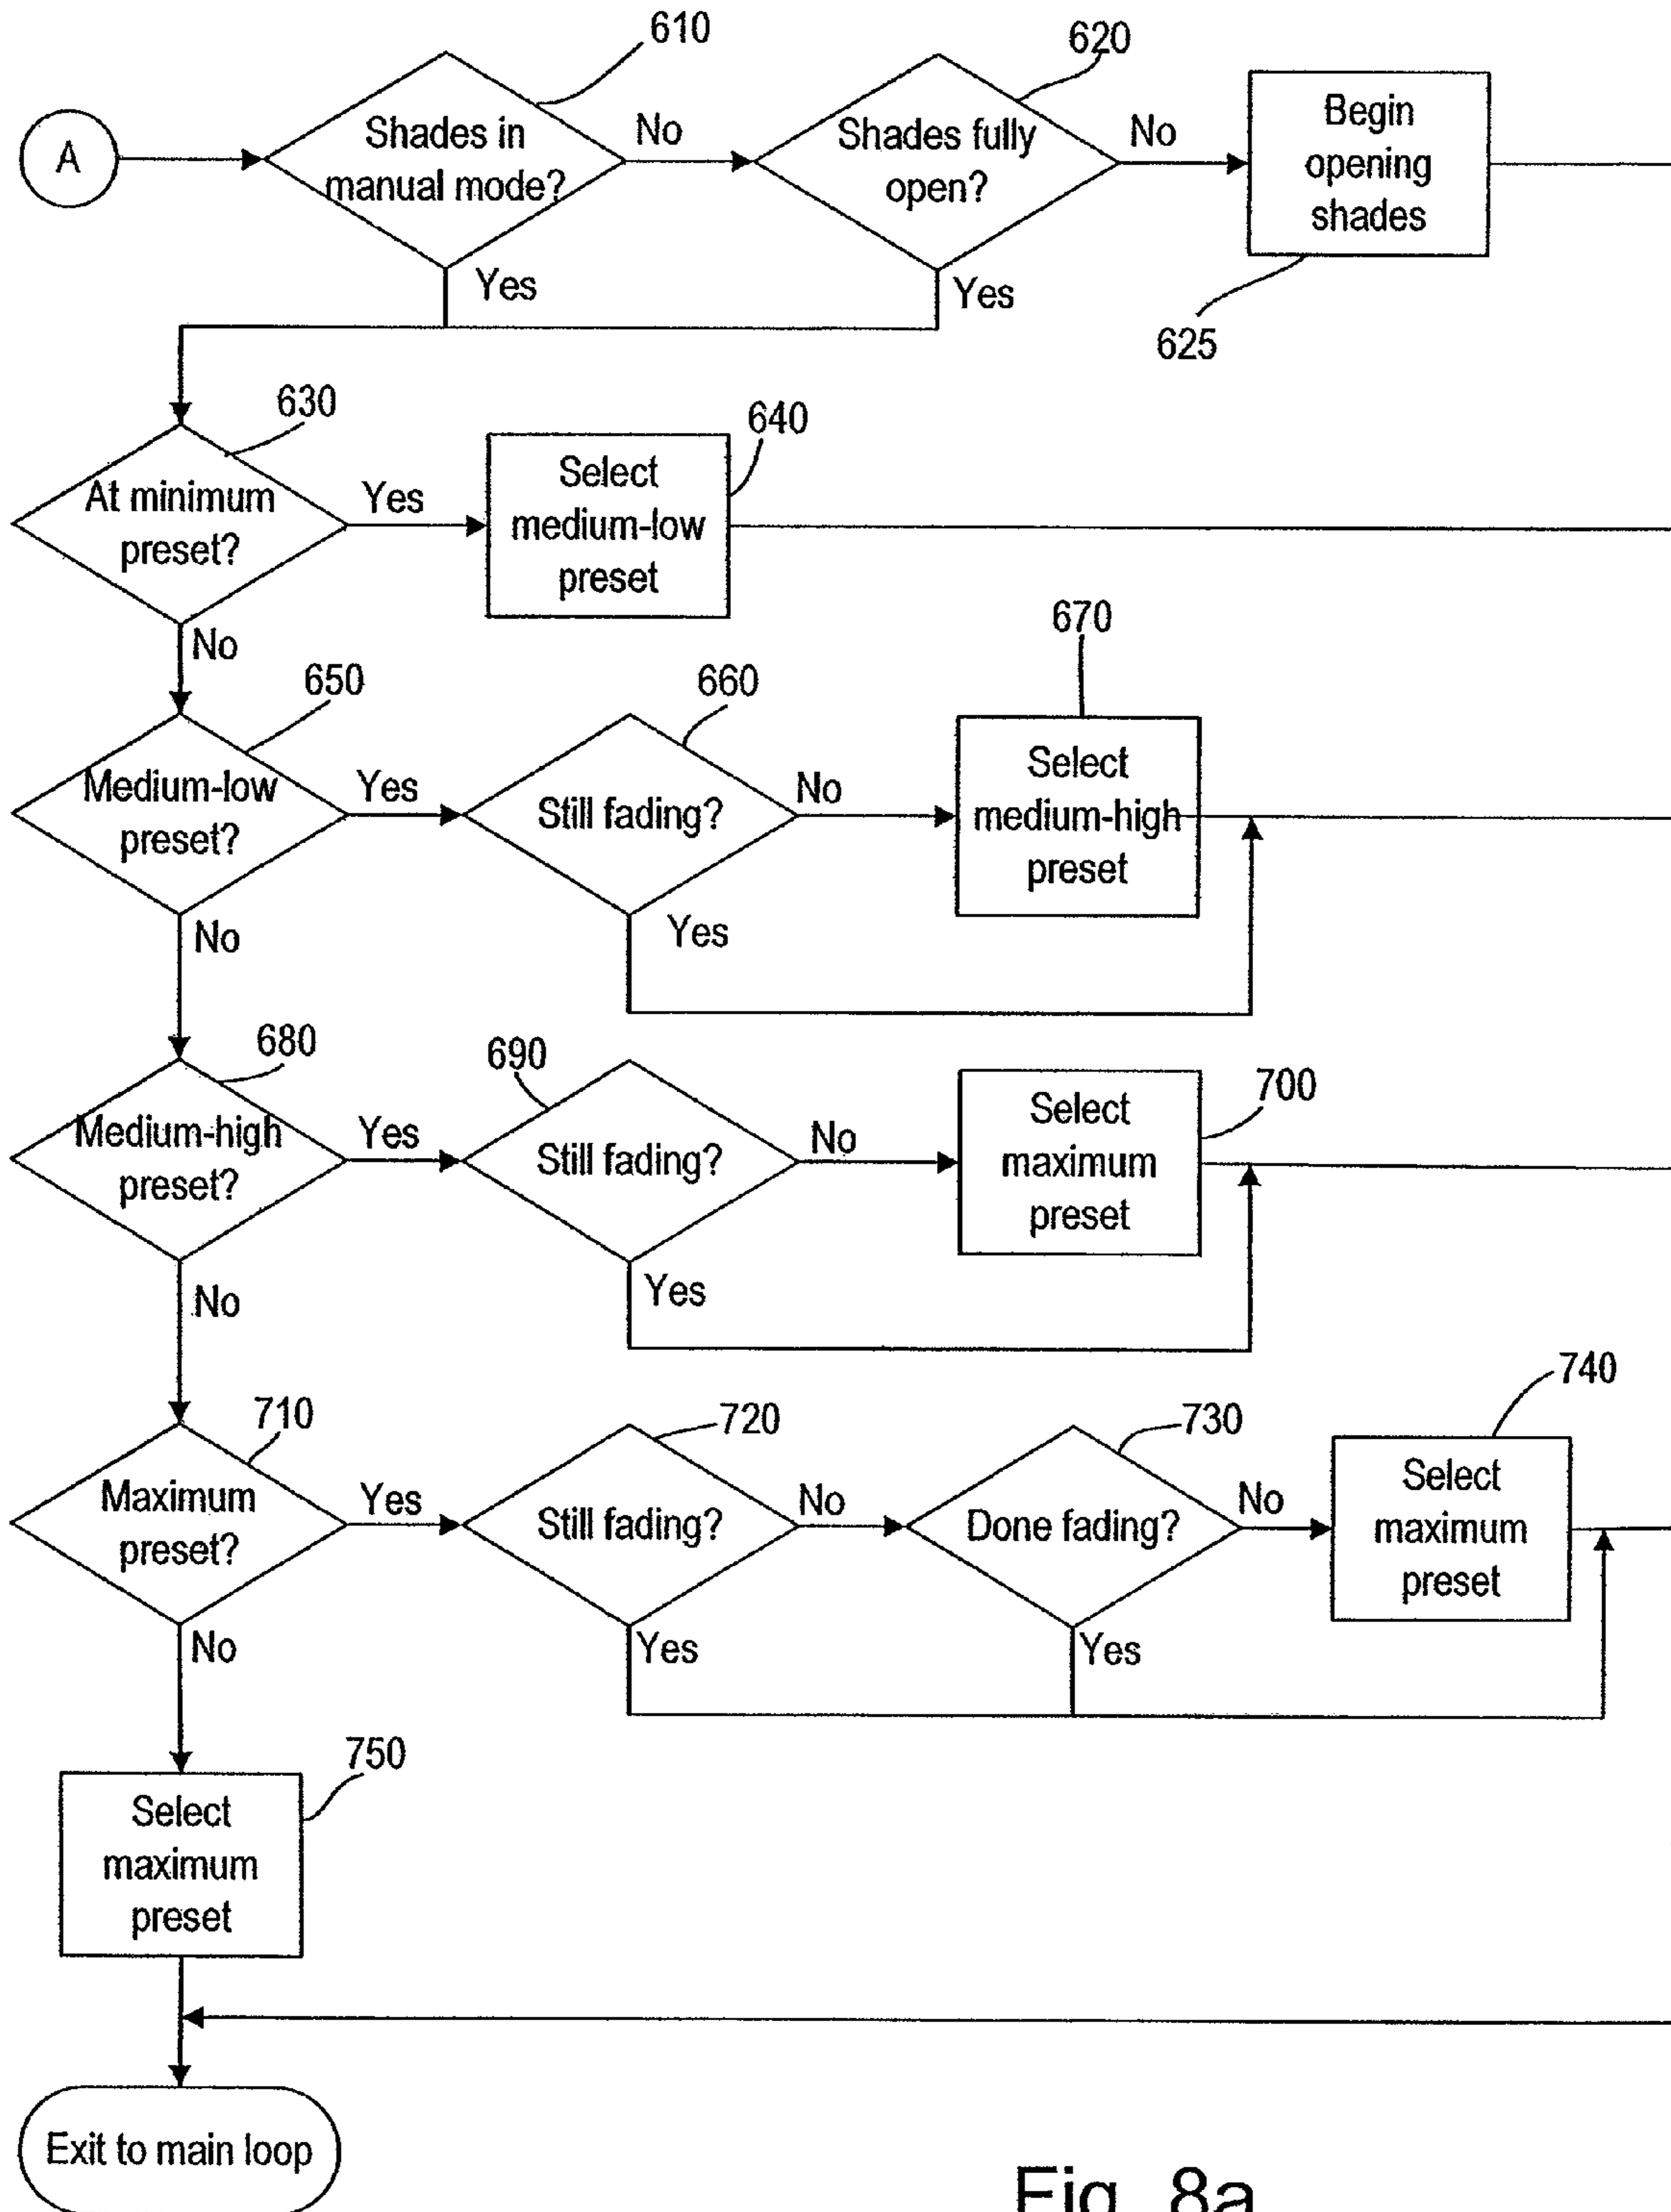 610
620
A
Shades in
manual mode?
No
Shades fully
open?
No
Begin
opening
shades
Yes
Yes
625
630
640
At minimum
preset?
Yes
Select
medium-low
preset
No
670
650
660
Medium-low
preset?
Yes
Still fading?
No
Select
medium-high
preset
No
Yes
680
690
700
Medium-high
preset?
Yes
Still fading?
No
Select
maximum
preset
No
Yes
740
710
720
730
Maximum
preset?
Yes
Still fading?
No
Done fading?
No
Select
maximum
preset
No
Yes
Yes
750
Select
maximum
preset
Exit to main loop
Fig. 8a